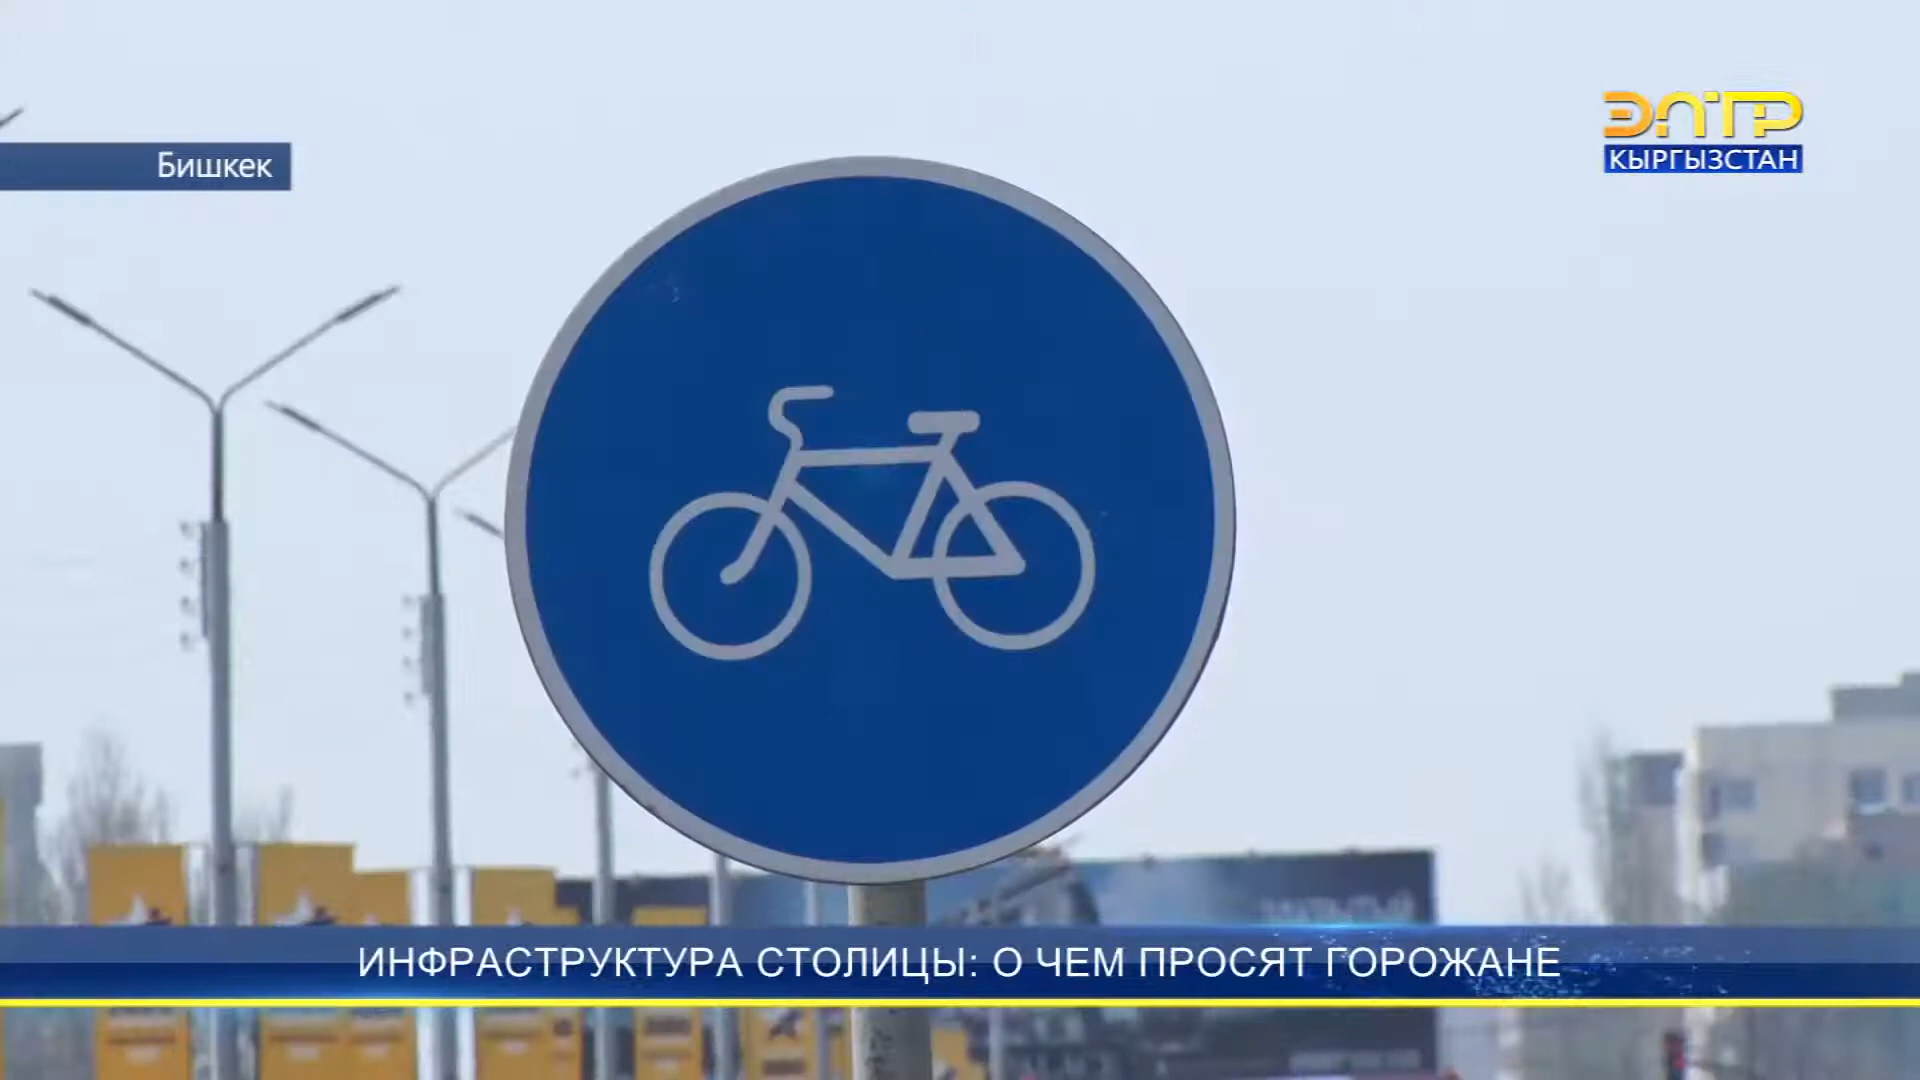 Бишкек
ЭЛТР
КЫРГЫЗСТАН
ИНФРАСТРУКТУРА СТОЛИЦЫ: О ЧЕМ ПРОСЯТ ГОРОЖАНЕ